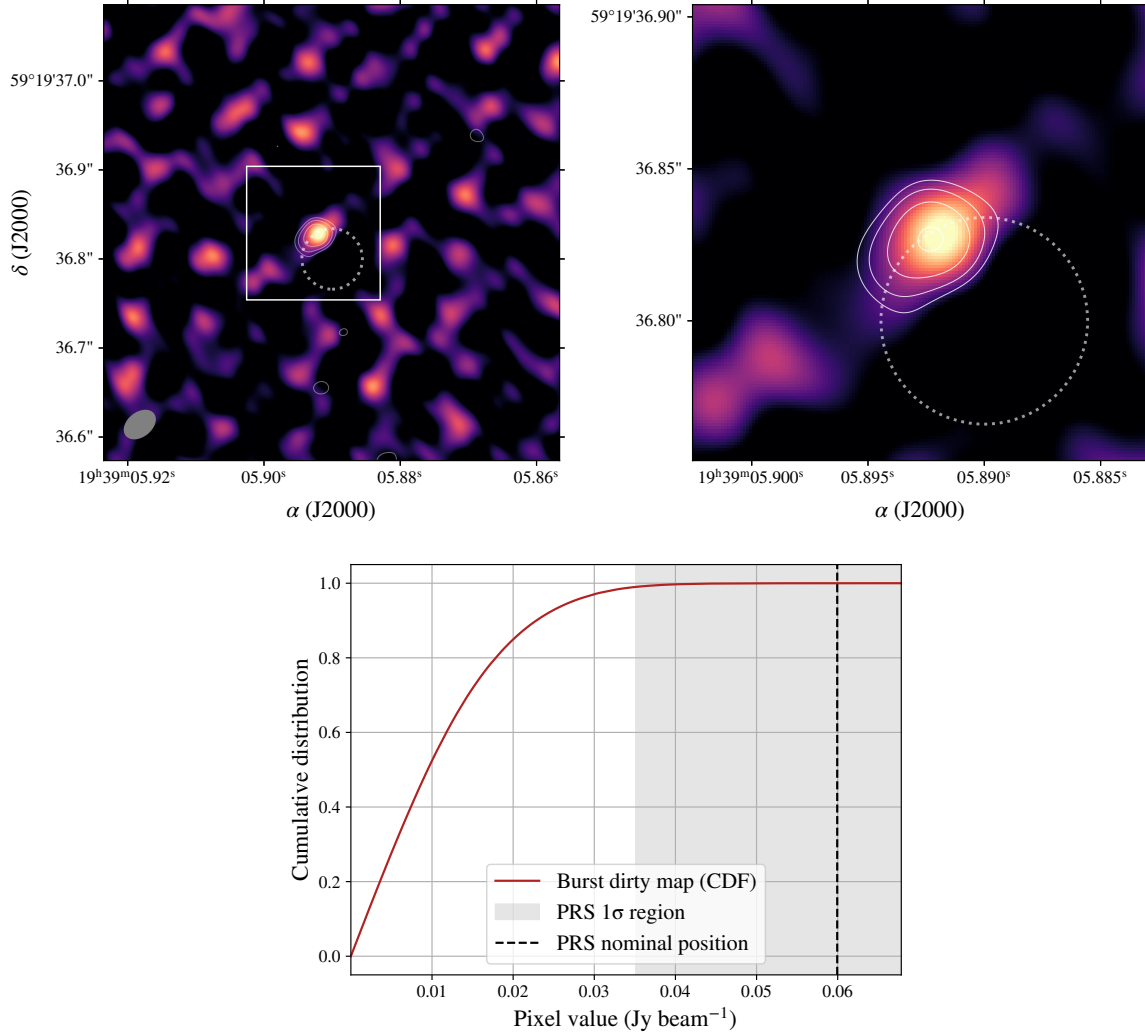 59°19'37.0"
36.9"
36.8"
36.7"
36.6"
δ (J2000)
19ʰ39ᵐ05.92ˢ
05.90ˢ
05.88ˢ
05.86ˢ
α (J2000)
59°19'36.90"
36.85"
36.80"
19ʰ39ᵐ05.900ˢ
05.895ˢ
05.890ˢ
05.885ˢ
α (J2000)
Cumulative distribution
1.0
0.8
0.6
0.4
0.2
0.0
Burst dirty map (CDF)
PRS 1σ region
PRS nominal position
0.01
0.02
0.03
0.04
0.05
0.06
Pixel value (Jy beam⁻¹)